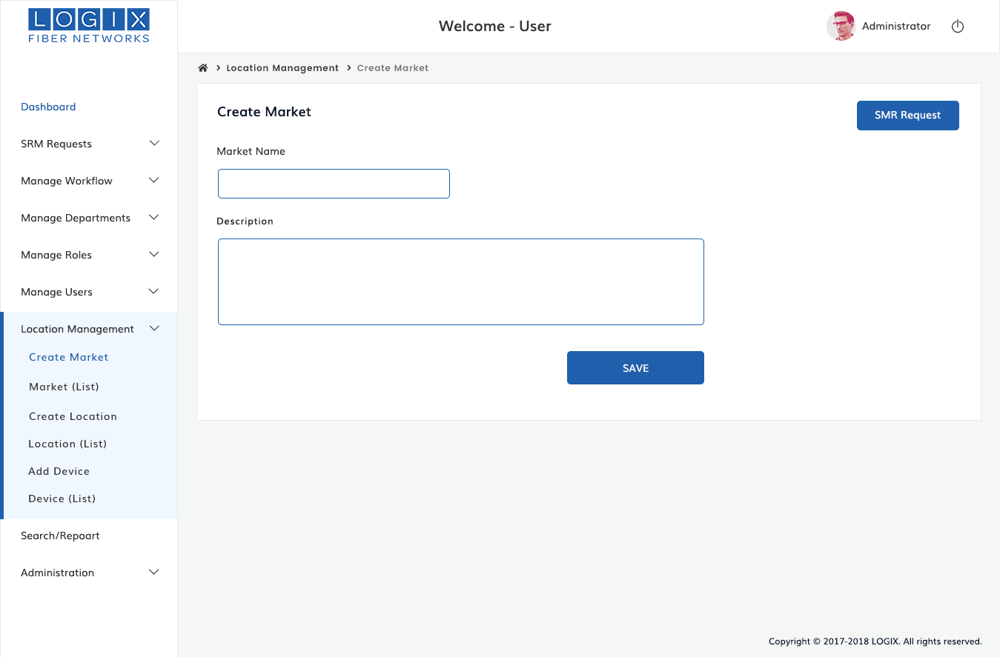 LOGIX
FIBER NETWORKS
Welcome - User
Administrator
Location Management
Create Market
Dashboard
SRM Requests
Manage Workflow
Manage Departments
Manage Roles
Manage Users
Location Management
Create Market
Market (List)
Create Location
Location (List)
Add Device
Device (List)
Search/Repoart
Administration
Create Market
SMR Request
Market Name
Description
SAVE
Copyright © 2017-2018 LOGIX. All rights reserved.